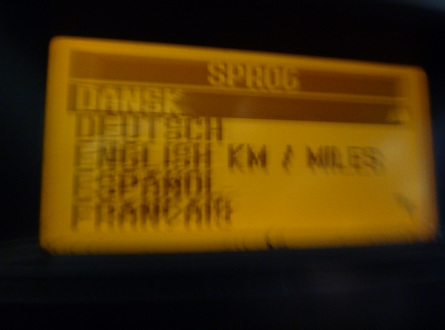 SPROG
DANSK
DEUTSCH
ENGLISH KM / MILES
ESPAÑOL
FRANÇAIS